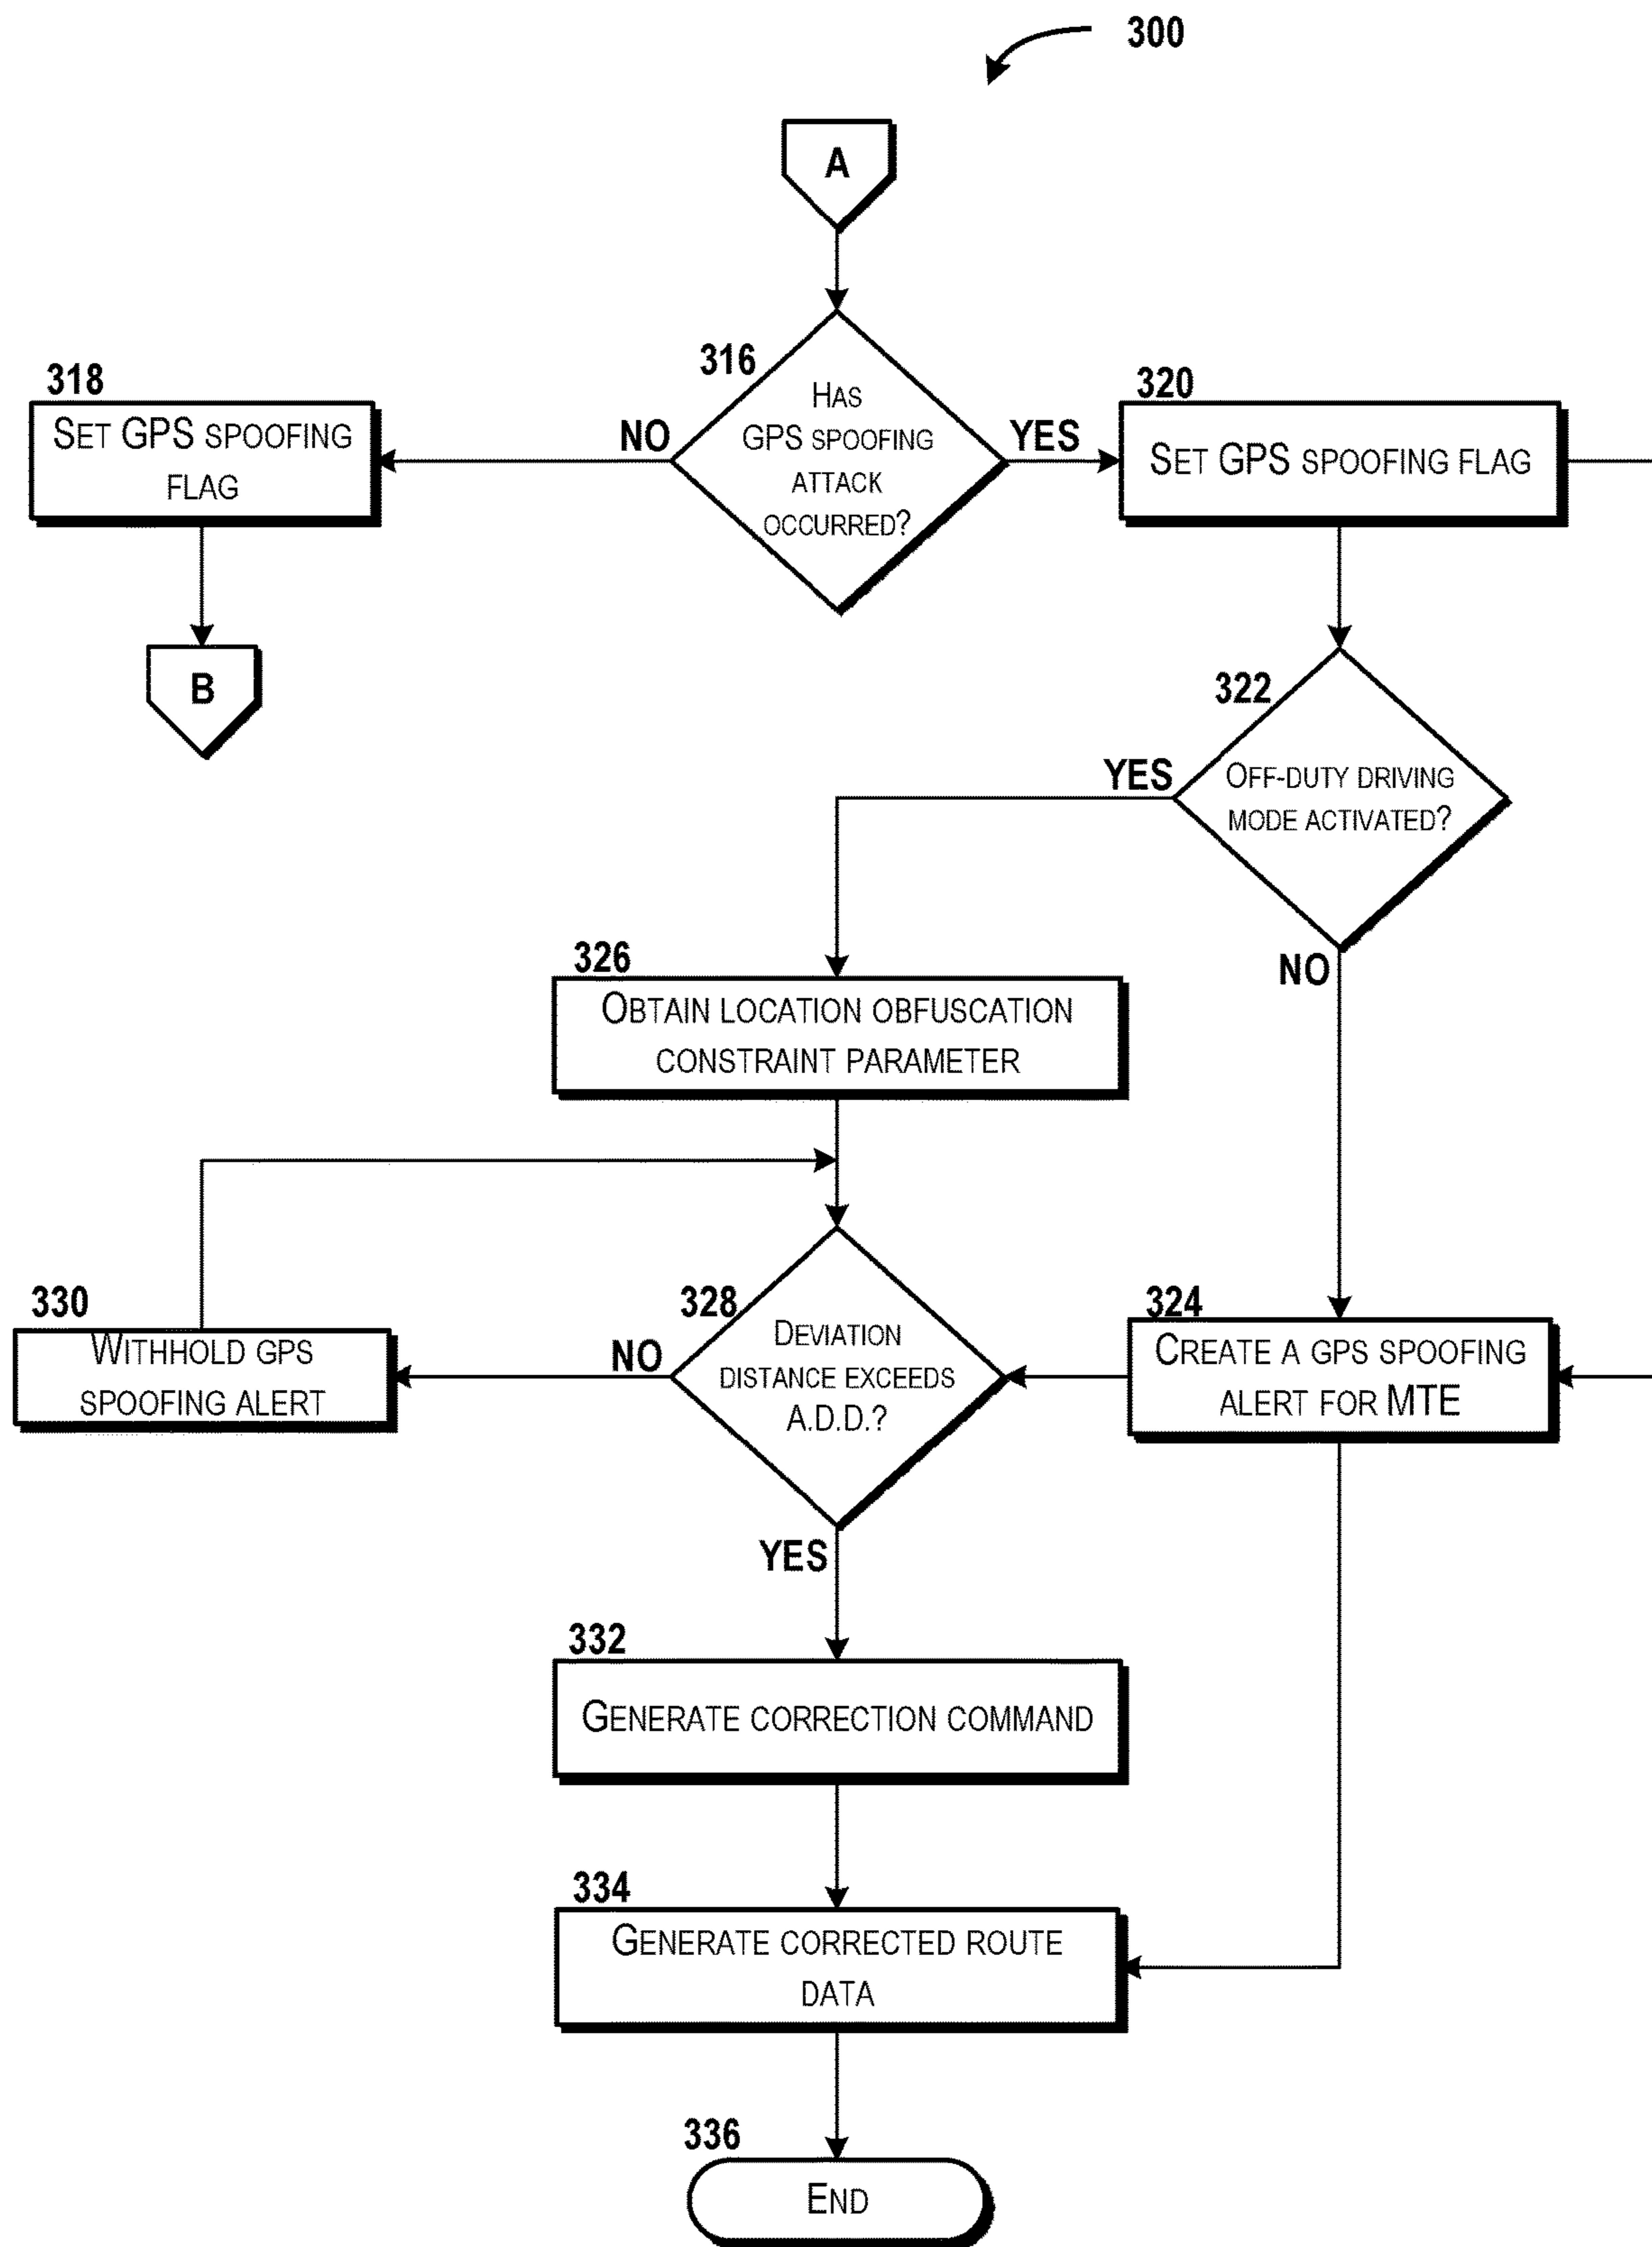 300
A
316
HAS
GPS SPOOFING
ATTACK
OCCURRED?
NO
YES
318
SET GPS SPOOFING
FLAG
320
SET GPS SPOOFING FLAG
B
322
OFF-DUTY DRIVING
MODE ACTIVATED?
YES
NO
326
OBTAIN LOCATION OBFUSCATION
CONSTRAINT PARAMETER
330
WITHHOLD GPS
SPOOFING ALERT
328
DEVIATION
DISTANCE EXCEEDS
A.D.D.?
NO
YES
324
CREATE A GPS SPOOFING
ALERT FOR MTE
332
GENERATE CORRECTION COMMAND
334
GENERATE CORRECTED ROUTE
DATA
336
END